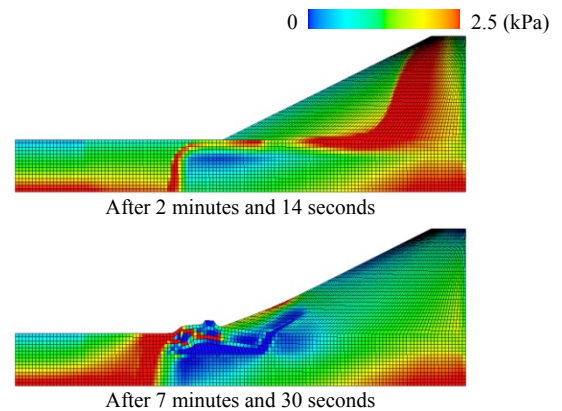 0 2.5 (kPa)
After 2 minutes and 14 seconds
After 7 minutes and 30 seconds